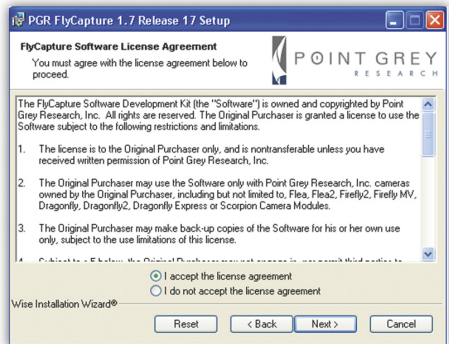 PGR FlyCapture 1.7 Release 17 Setup
FlyCapture Software License Agreement
You must agree with the license agreement below to
proceed.
POINT GREY
RESEARCH
The FlyCapture Software Development Kit (the "Software") is owned and copyrighted by Point
Grey Research, Inc. All rights are reserved. The Original Purchaser is granted a license to use the
Software subject to the following restrictions and limitations.
1. The license is to the Original Purchaser only, and is nontransferable unless you have
received written permission of Point Grey Research, Inc.
2. The Original Purchaser may use the Software only with Point Grey Research, Inc. cameras
owned by the Original Purchaser, including but not limited to, Flea, Flea2, Firefly2, Firefly MV,
Dragonfly, Dragonfly2, Dragonfly Express or Scorpion Camera Modules.
3. The Original Purchaser may make back-up copies of the Software for his or her own use
only, subject to the use limitations of this license.
4. Subject to
I accept the license agreement
I do not accept the license agreement
Wise Installation Wizard®
Reset
< Back
Next >
Cancel